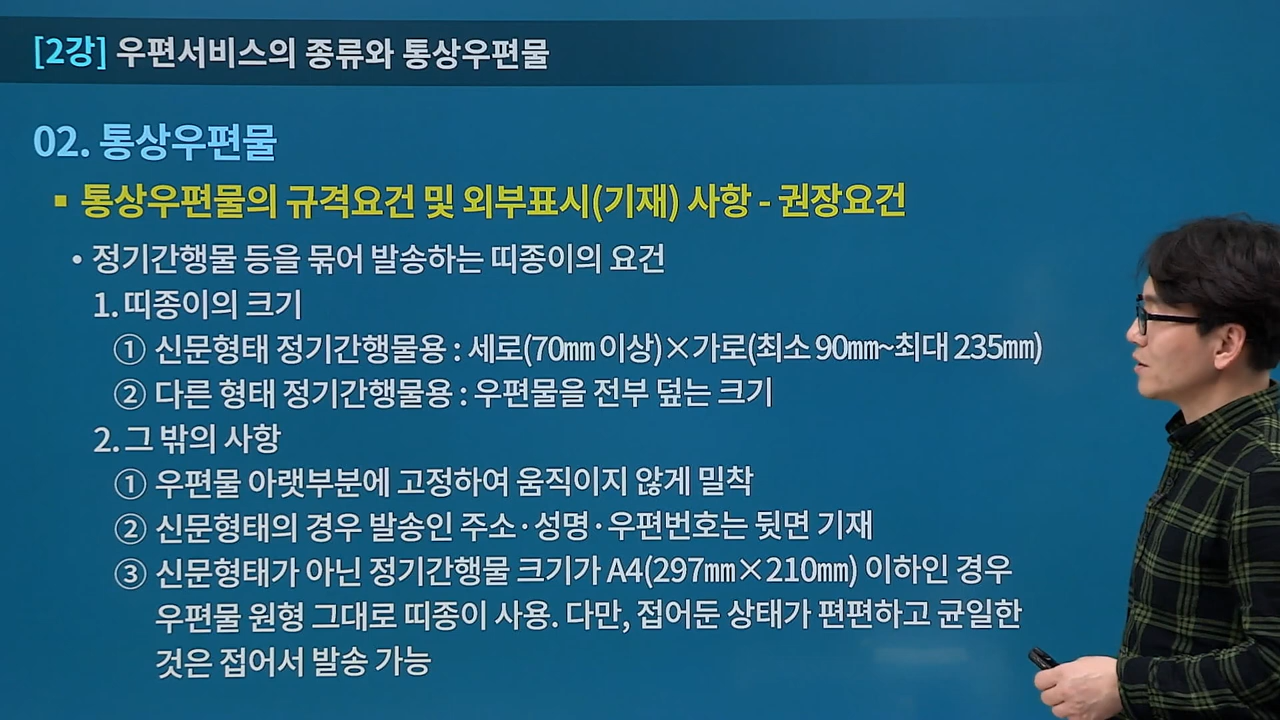 [2강] 우편서비스의 종류와 통상우편물
02. 통상우편물
▪ 통상우편물의 규격요건 및 외부표시(기재) 사항 - 권장요건
• 정기간행물 등을 묶어 발송하는 띠종이의 요건
1. 띠종이의 크기
① 신문형태 정기간행물용 : 세로(70㎜ 이상)×가로(최소 90㎜~최대 235㎜)
② 다른 형태 정기간행물용 : 우편물을 전부 덮는 크기
2. 그 밖의 사항
① 우편물 아랫부분에 고정하여 움직이지 않게 밀착
② 신문형태의 경우 발송인 주소·성명·우편번호는 뒷면 기재
③ 신문형태가 아닌 정기간행물 크기가 A4(297㎜×210㎜) 이하인 경우
우편물 원형 그대로 띠종이 사용. 다만, 접어둔 상태가 편편하고 균일한
것은 접어서 발송 가능